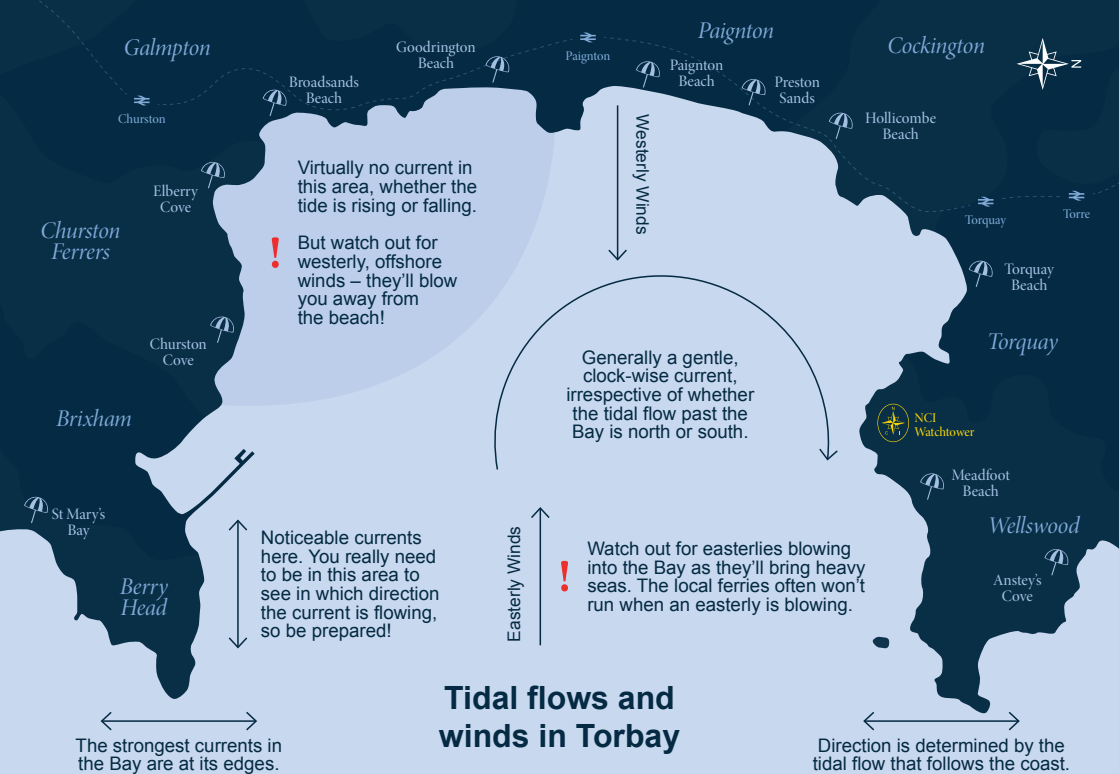 Galmpton
Goodrington
Beach
Paignton
Paignton
Cockington
N
Churston
Broadsands
Beach
Paignton
Beach
Preston
Sands
Hollicombe
Beach
Virtually no current in
this area, whether the
tide is rising or falling.
! But watch out for
westerly, offshore
winds – they’ll blow
you away from
the beach!
Westerly Winds
Elberry
Cove
Churston
Ferrers
Torquay
Torre
Torquay
Beach
Churston
Cove
Torquay
Generally a gentle,
clock-wise current,
irrespective of whether
the tidal flow past the
Bay is north or south.
Brixham
N C I
NCI
Watchtower
Meadfoot
Beach
St Mary’s
Bay
Wellswood
Noticeable currents
here. You really need
to be in this area to
see in which direction
the current is flowing,
so be prepared!
Easterly Winds
! Watch out for easterlies blowing
into the Bay as they’ll bring heavy
seas. The local ferries often won’t
run when an easterly is blowing.
Anstey’s
Cove
Berry
Head
Tidal flows and
winds in Torbay
The strongest currents in
the Bay are at its edges.
Direction is determined by the
tidal flow that follows the coast.